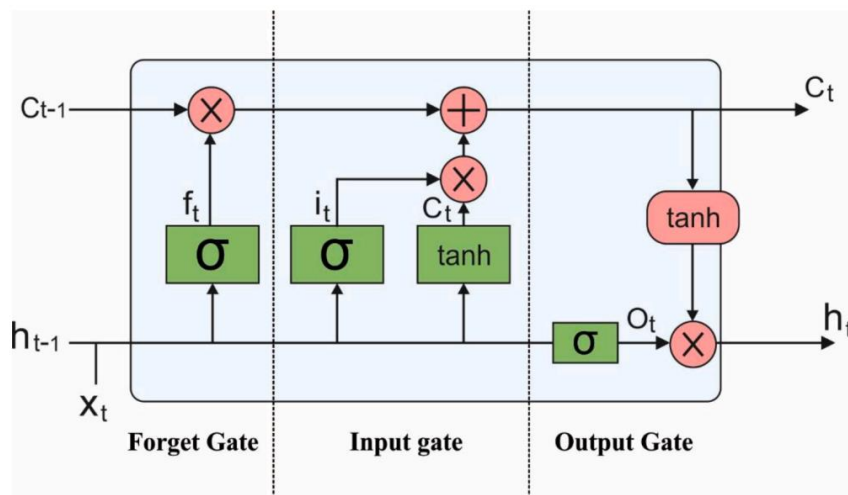 Cₜ₋₁
×
+
Cₜ
×
fₜ
iₜ
Cₜ
tanh
σ
σ
tanh
hₜ₋₁
σ
Oₜ
×
hₜ
xₜ
Forget Gate
Input gate
Output Gate